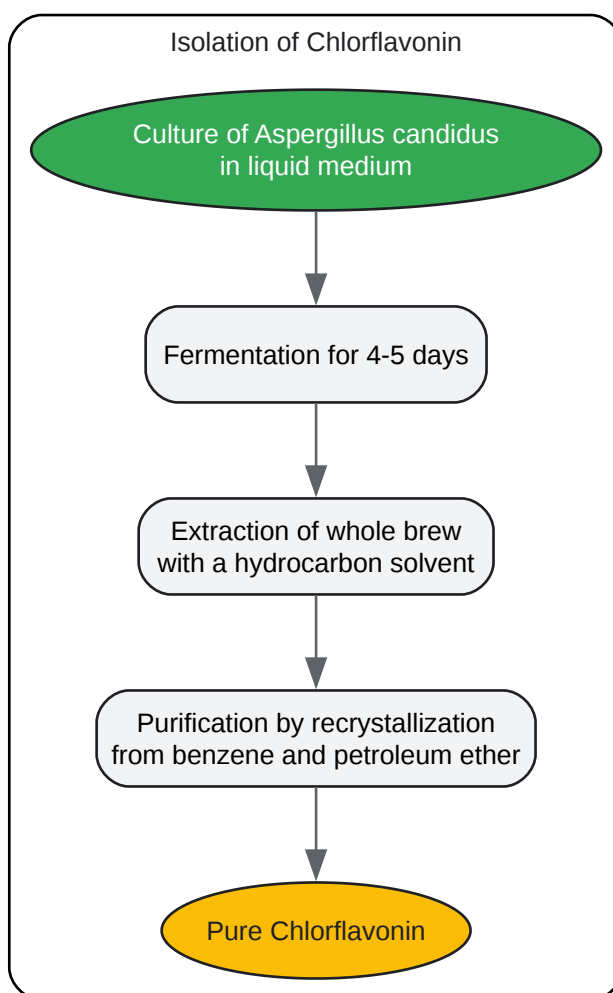 Isolation of Chlorflavonin
Culture of Aspergillus candidus
in liquid medium
Fermentation for 4-5 days
Extraction of whole brew
with a hydrocarbon solvent
Purification by recrystallization
from benzene and petroleum ether
Pure Chlorflavonin